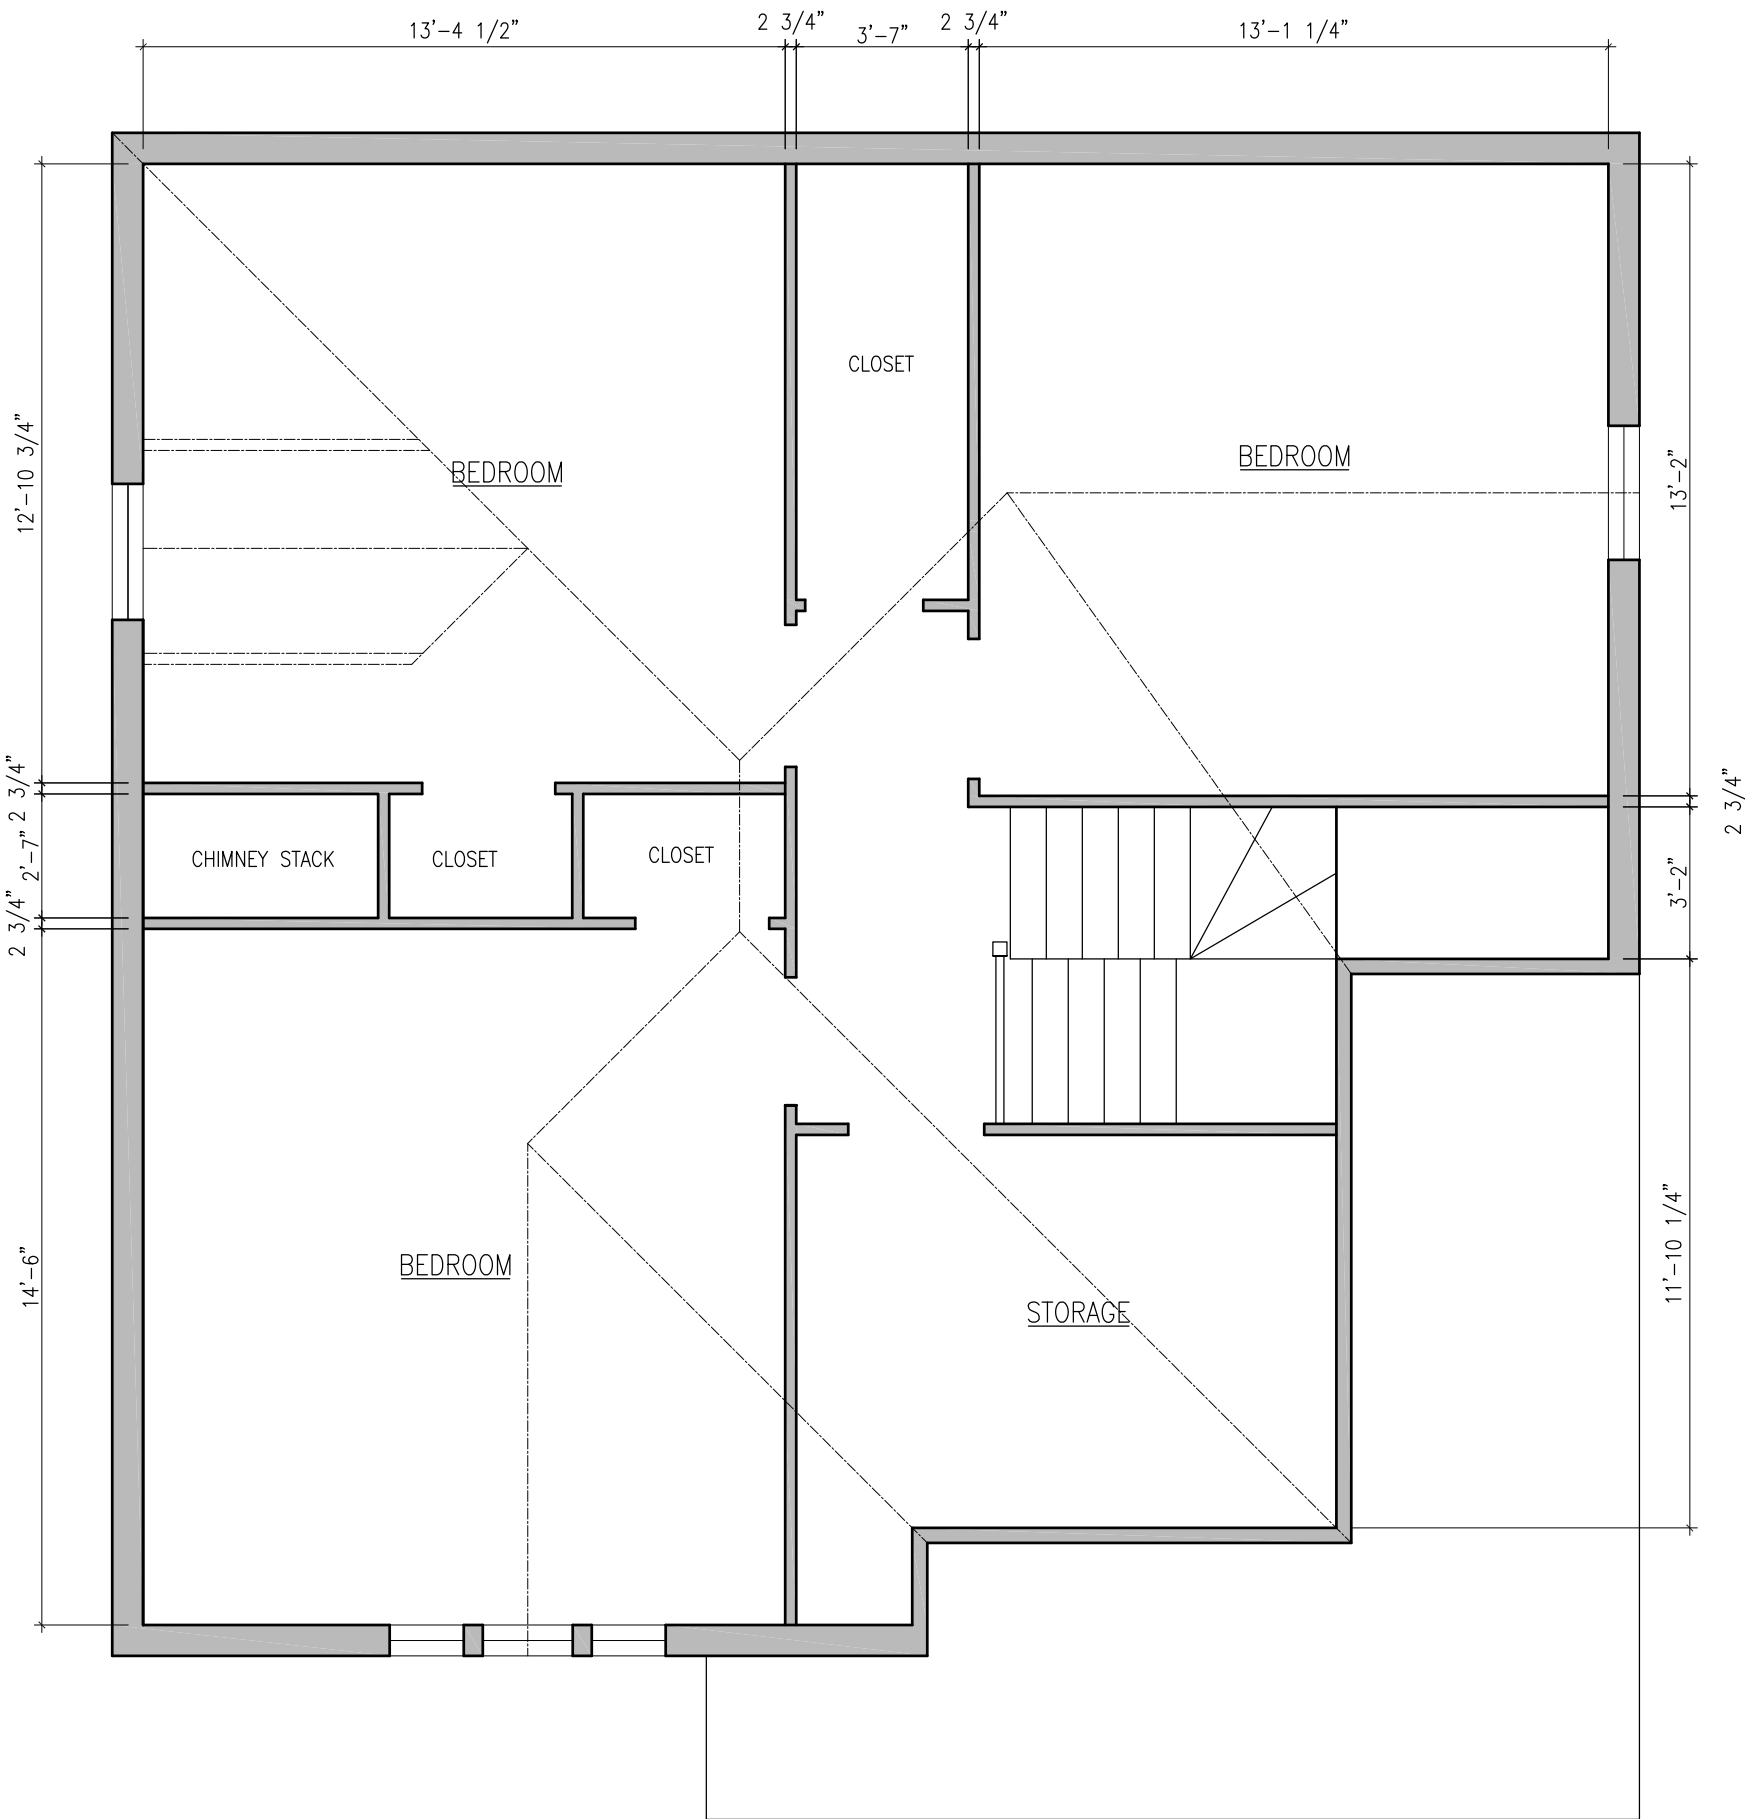 13'-4 1/2"
2 3/4"
3'-7"
2 3/4"
13'-1 1/4"
CLOSET
BEDROOM
BEDROOM
12'-10 3/4"
13'-2"
2 3/4"
2'-7"
2 3/4"
CHIMNEY STACK
CLOSET
CLOSET
2 3/4"
3'-2"
14'-6"
BEDROOM
STORAGE
11'-10 1/4"